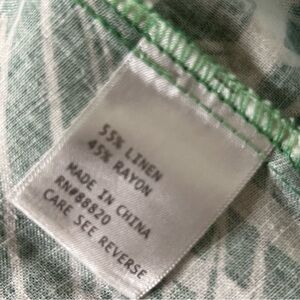 55% LINEN
45% RAYON
MADE IN CHINA
RN#88820
CARE SEE REVERSE